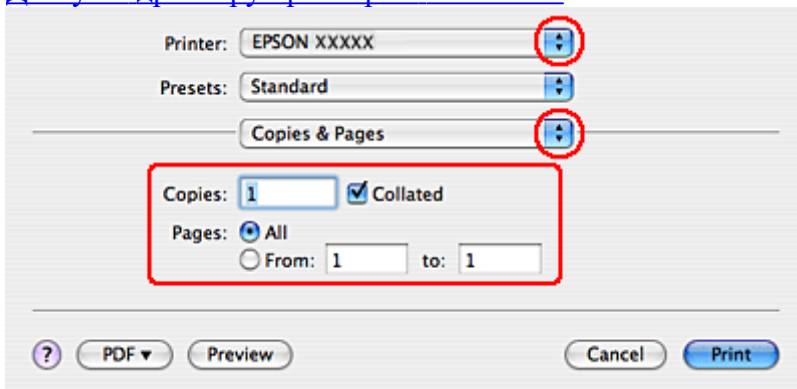 Printer: EPSON XXXXX
Presets: Standard
Copies & Pages
Copies: 1 Collated
Pages: All
From: 1 to: 1
? PDF Preview Cancel Print